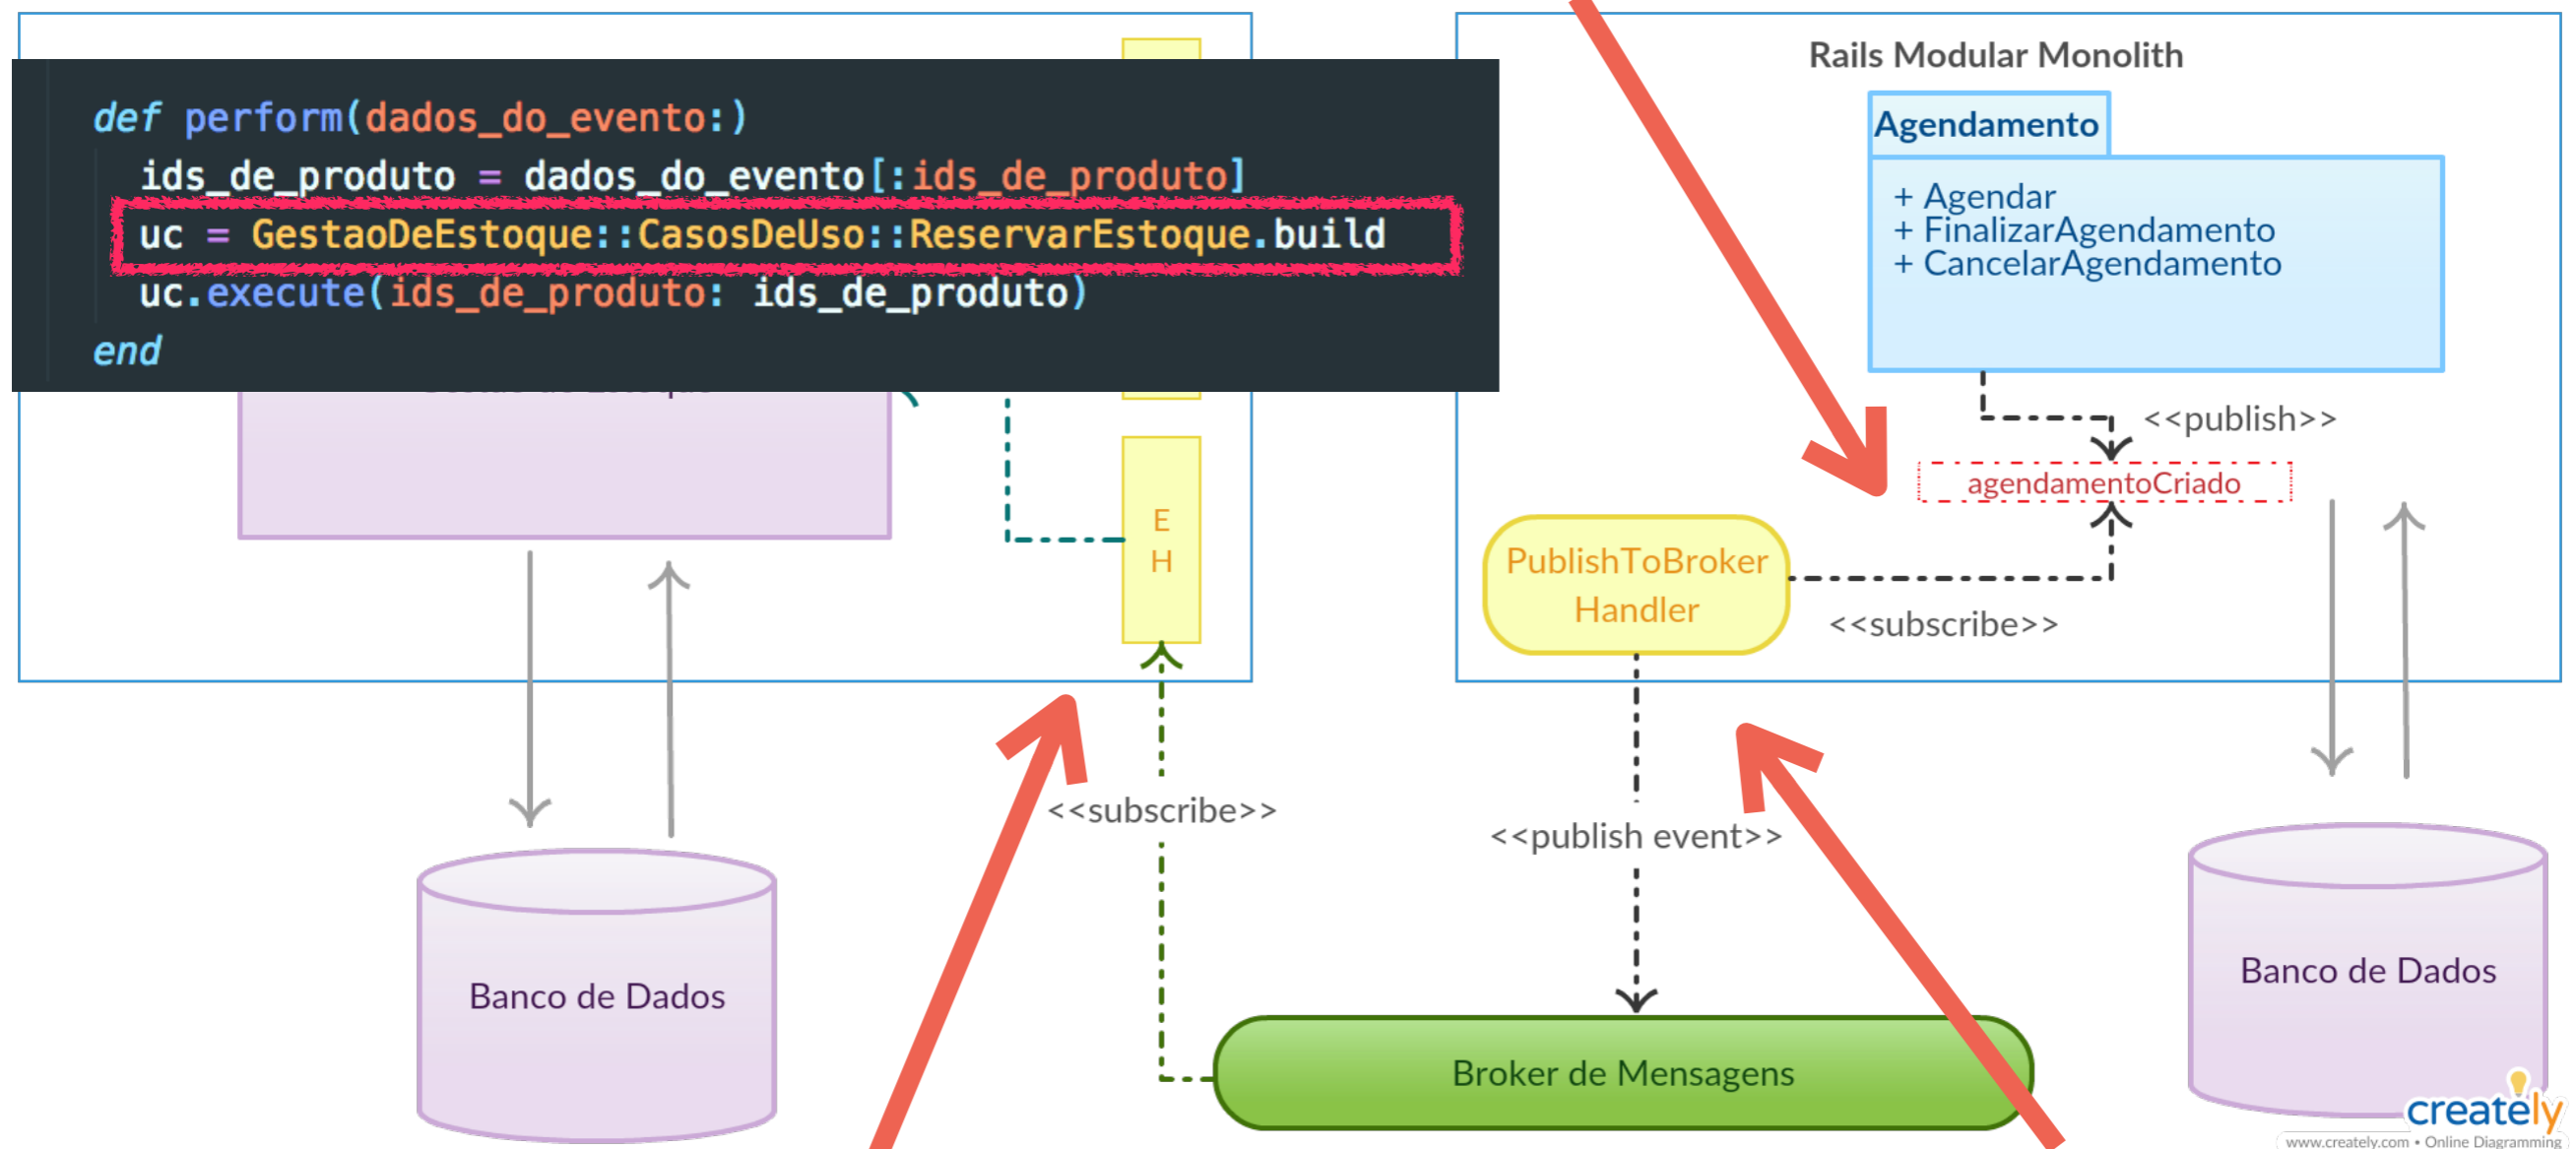 def perform(dados_do_evento:)
ids_de_produto = dados_do_evento[:ids_de_produto]
uc = GestaoDeEstoque::CasosDeUso::ReservarEstoque.build
uc.execute(ids_de_produto: ids_de_produto)
end
E
H
<<subscribe>>
Banco de Dados
Rails Modular Monolith
Agendamento
+ Agendar
+ FinalizarAgendamento
+ CancelarAgendamento
<<publish>>
agendamentoCriado
PublishToBroker
Handler
<<subscribe>>
<<publish event>>
Broker de Mensagens
Banco de Dados
creately
www.creately.com • Online Diagramming